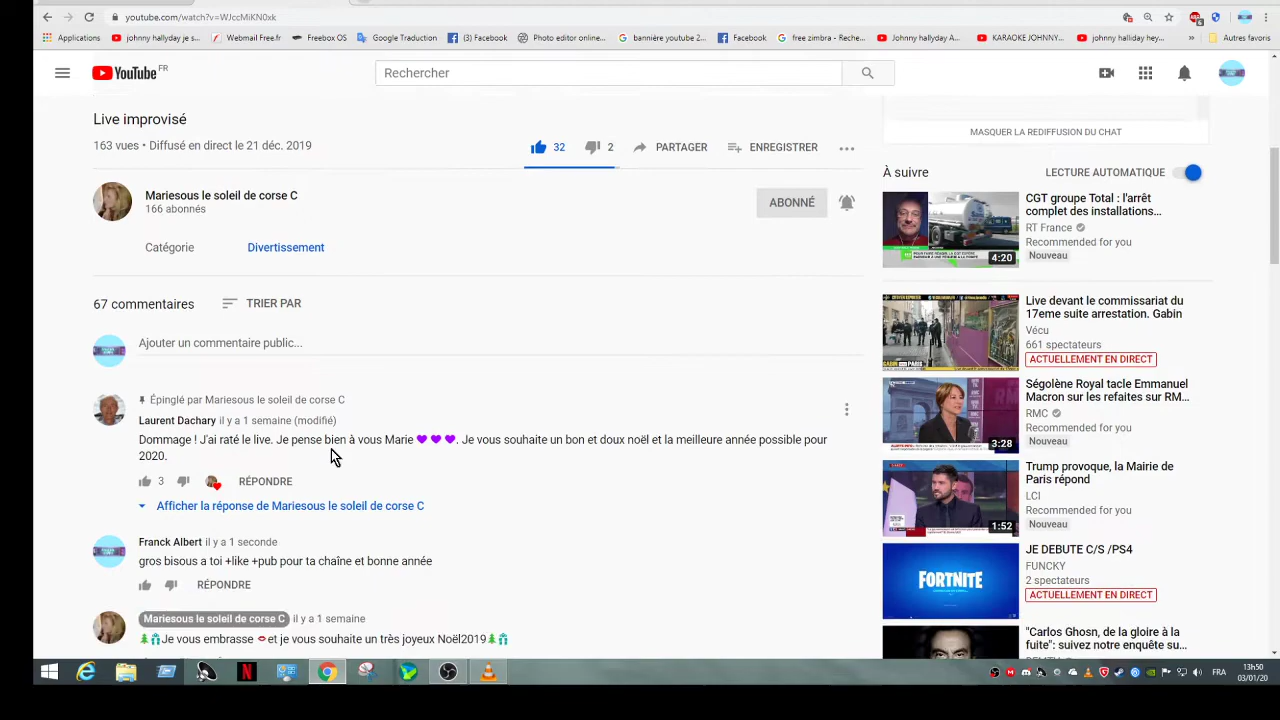 youtube.com/watch?v=WJccMiKN0xk
Applications
johnny hallyday je s...
Webmail Free.fr
Freebox OS
Google Traduction
(3) Facebook
Photo editor online...
bannière youtube 2...
Facebook
free zimbra - Reche...
Johnny hallyday A...
KARAOKE JOHNNY...
johnny hallyday hey...
»
Autres favoris
YouTube FR
Rechercher
Live improvisé
163 vues • Diffusé en direct le 21 déc. 2019
32
2
PARTAGER
ENREGISTRER
Mariesous le soleil de corse C
166 abonnés
ABONNÉ
Catégorie
Divertissement
67 commentaires
TRIER PAR
Ajouter un commentaire public...
Épinglé par Mariesous le soleil de corse C
Laurent Dachary il y a 1 semaine (modifié)
Dommage ! J'ai raté le live. Je pense bien à vous Marie 💜💜💜. Je vous souhaite un bon et doux noël et la meilleure année possible pour
2020.
3
RÉPONDRE
Afficher la réponse de Mariesous le soleil de corse C
Franck Albert il y a 1 seconde
gros bisous a toi +like +pub pour ta chaîne et bonne année
RÉPONDRE
Mariesous le soleil de corse C il y a 1 semaine
Je vous embrasse et je vous souhaite un très joyeux Noël2019
MASQUER LA REDIFFUSION DU CHAT
À suivre
LECTURE AUTOMATIQUE
4:20
CGT groupe Total : l'arrêt
complet des installations...
RT France
Recommended for you
Nouveau
Live devant le commissariat du
17eme suite arrestation. Gabin
Vécu
661 spectateurs
ACTUELLEMENT EN DIRECT
3:28
Ségolène Royal tacle Emmanuel
Macron sur les refaites sur RM...
RMC
Recommended for you
Nouveau
1:52
Trump provoque, la Mairie de
Paris répond
LCI
Recommended for you
Nouveau
FORTNITE
JE DEBUTE C/S /PS4
FUNCKY
2 spectateurs
ACTUELLEMENT EN DIRECT
"Carlos Ghosn, de la gloire à la
fuite": suivez notre enquête su...
FRA
13:50
03/01/20